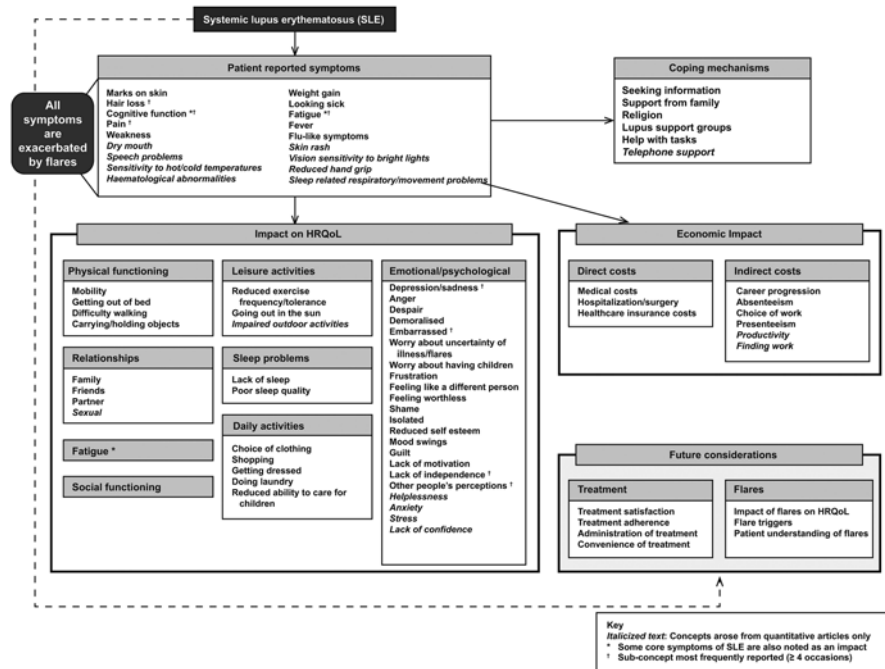 Systemic lupus erythematosus (SLE)
All
symptoms
are
exacerbated
by flares
Patient reported symptoms
Marks on skin
Hair loss †
Cognitive function *†
Pain †
Weakness
Dry mouth
Speech problems
Sensitivity to hot/cold temperatures
Haematological abnormalities
Weight gain
Looking sick
Fatigue *†
Fever
Flu-like symptoms
Skin rash
Vision sensitivity to bright lights
Reduced hand grip
Sleep related respiratory/movement problems
Coping mechanisms
Seeking information
Support from family
Religion
Lupus support groups
Help with tasks
Telephone support
Impact on HRQoL
Physical functioning
Mobility
Getting out of bed
Difficulty walking
Carrying/holding objects
Relationships
Family
Friends
Partner
Sexual
Fatigue *
Social functioning
Leisure activities
Reduced exercise
frequency/tolerance
Going out in the sun
Impaired outdoor activities
Sleep problems
Lack of sleep
Poor sleep quality
Daily activities
Choice of clothing
Shopping
Getting dressed
Doing laundry
Reduced ability to care for
children
Emotional/psychological
Depression/sadness †
Anger
Despair
Demoralised
Embarrassed †
Worry about uncertainty of
illness/flares
Worry about having children
Frustration
Feeling like a different person
Feeling worthless
Shame
Isolated
Reduced self esteem
Mood swings
Guilt
Lack of motivation
Lack of independence †
Other people's perceptions †
Helplessness
Anxiety
Stress
Lack of confidence
Economic Impact
Direct costs
Medical costs
Hospitalization/surgery
Healthcare insurance costs
Indirect costs
Career progression
Absenteeism
Choice of work
Presenteeism
Productivity
Finding work
Future considerations
Treatment
Treatment satisfaction
Treatment adherence
Administration of treatment
Convenience of treatment
Flares
Impact of flares on HRQoL
Flare triggers
Patient understanding of flares
Key
Italicized text: Concepts arose from quantitative articles only
* Some core symptoms of SLE are also noted as an impact
† Sub-concept most frequently reported (≥ 4 occasions)